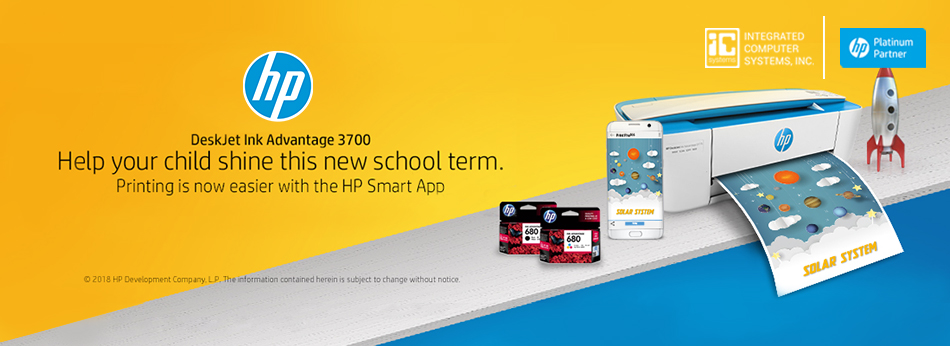 iC
systems
INTEGRATED
COMPUTER
SYSTEMS, INC.
hp
Platinum
Partner
hp
DeskJet Ink Advantage 3700
Help your child shine this new school term.
Printing is now easier with the HP Smart App
hp
SOLAR SYSTEM
hp
680
hp
680
SOLAR SYSTEM
© 2018 HP Development Company, L.P. The information contained herein is subject to change without notice.